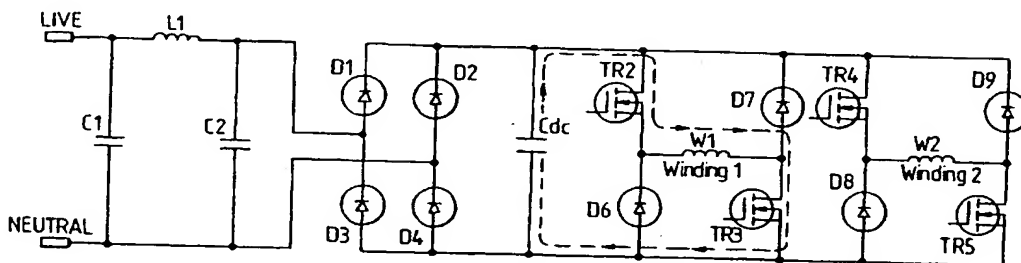 LIVE
L1
C1
C2
NEUTRAL
D1
D2
D3
D4
Cdc
TR2
D7
W1
Winding 1
D6
TR3
TR4
D9
W2
Winding 2
D8
TR5